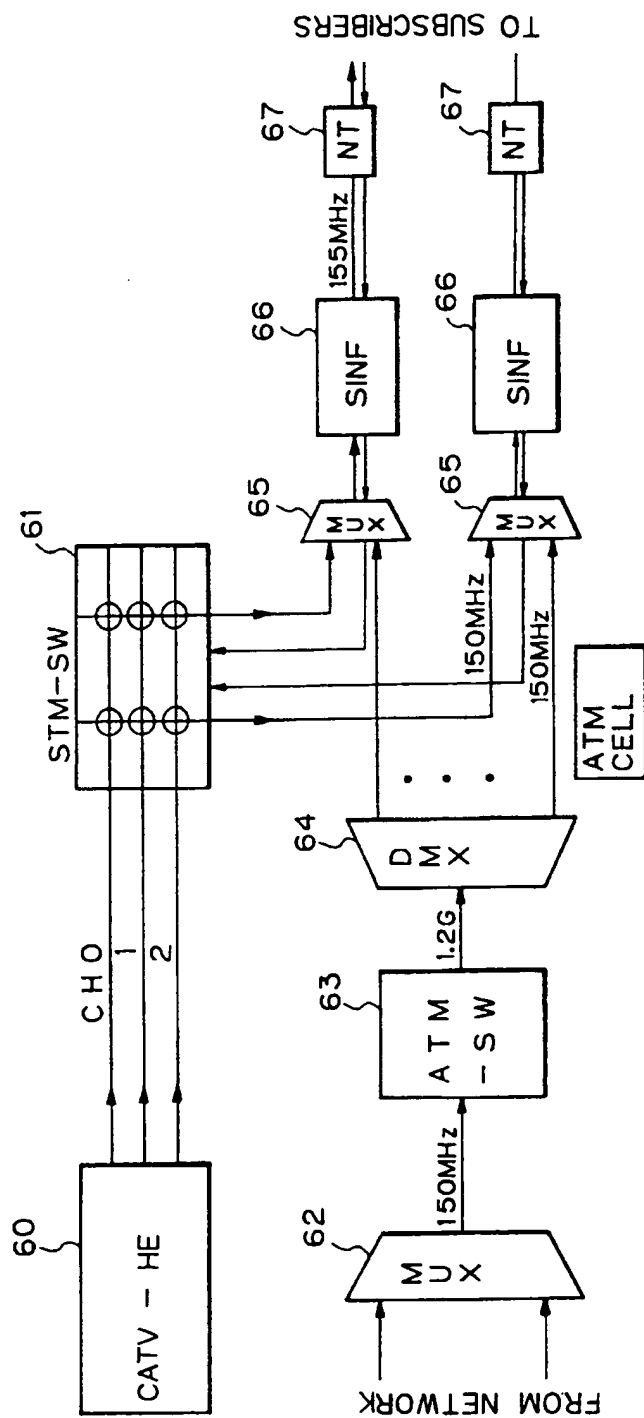 60
CATV - HE
CH0
1
2
STM-SW
61
FROM NETWORK
62
MUX
150MHz
63
ATM
-SW
1.2G
64
DMX
150MHz
150MHz
ATM
CELL
65
MUX
65
MUX
66
SINF
66
SINF
155MHz
67
NT
67
NT
TO SUBSCRIBERS